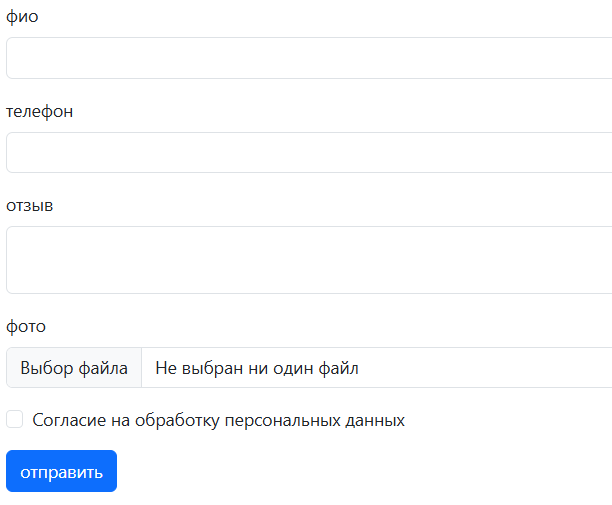 фио
телефон
отзыв
фото
Выбор файла Не выбран ни один файл
Согласие на обработку персональных данных
отправить